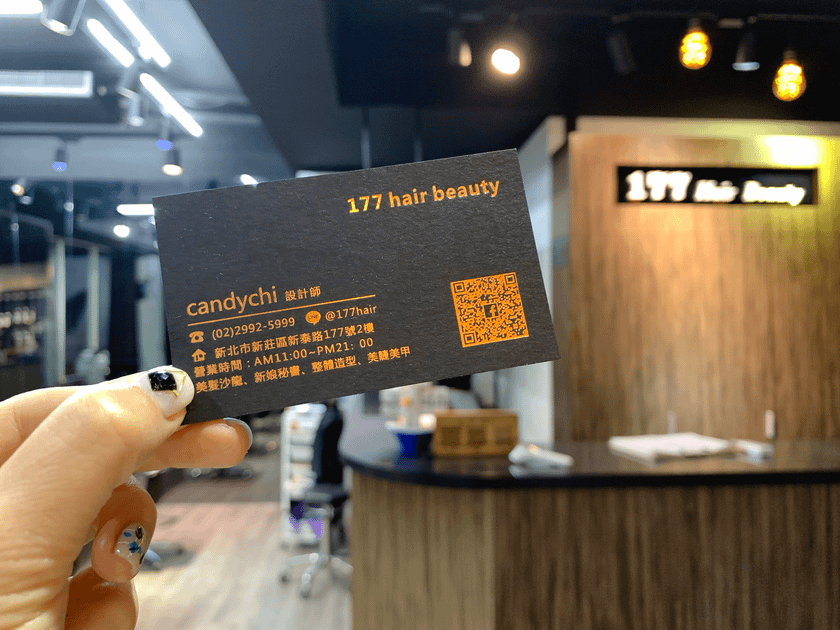 177 hair beauty
candychi 設計師
(02)2992-5999 LINE @177hair
新北市新莊區新泰路177號2樓
營業時間：AM11:00~PM21: 00
美髮沙龍、新娘秘書、整體造型、美睫美甲
177 Hair Beauty